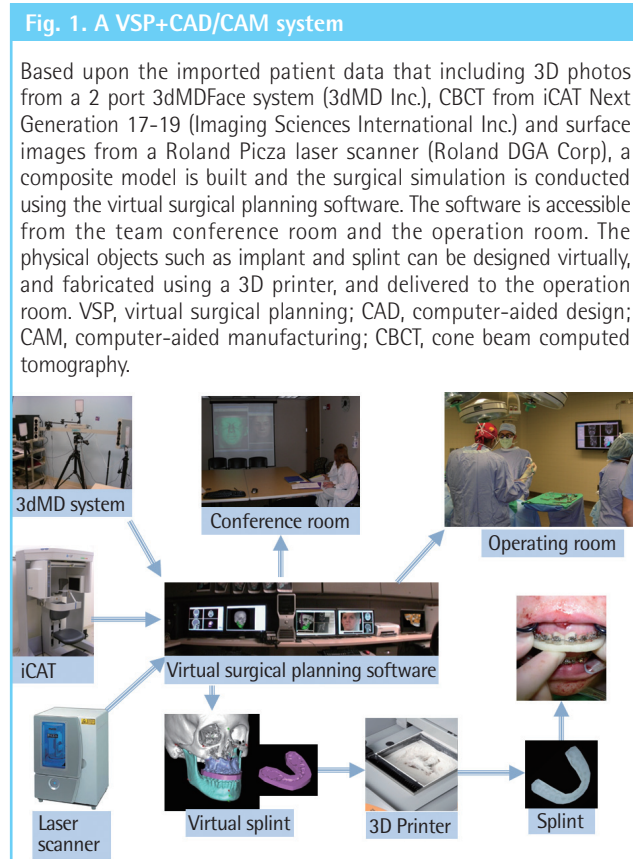 Fig. 1. A VSP+CAD/CAM system
Based upon the imported patient data that including 3D photos
from a 2 port 3dMDFace system (3dMD Inc.), CBCT from iCAT Next
Generation 17-19 (Imaging Sciences International Inc.) and surface
images from a Roland Picza laser scanner (Roland DGA Corp), a
composite model is built and the surgical simulation is conducted
using the virtual surgical planning software. The software is accessible
from the team conference room and the operation room. The
physical objects such as implant and splint can be designed virtually,
and fabricated using a 3D printer, and delivered to the operation
room. VSP, virtual surgical planning; CAD, computer-aided design;
CAM, computer-aided manufacturing; CBCT, cone beam computed
tomography.
3dMD system
Conference room
Operating room
iCAT
Virtual surgical planning software
Laser
scanner
Virtual splint
3D Printer
Splint